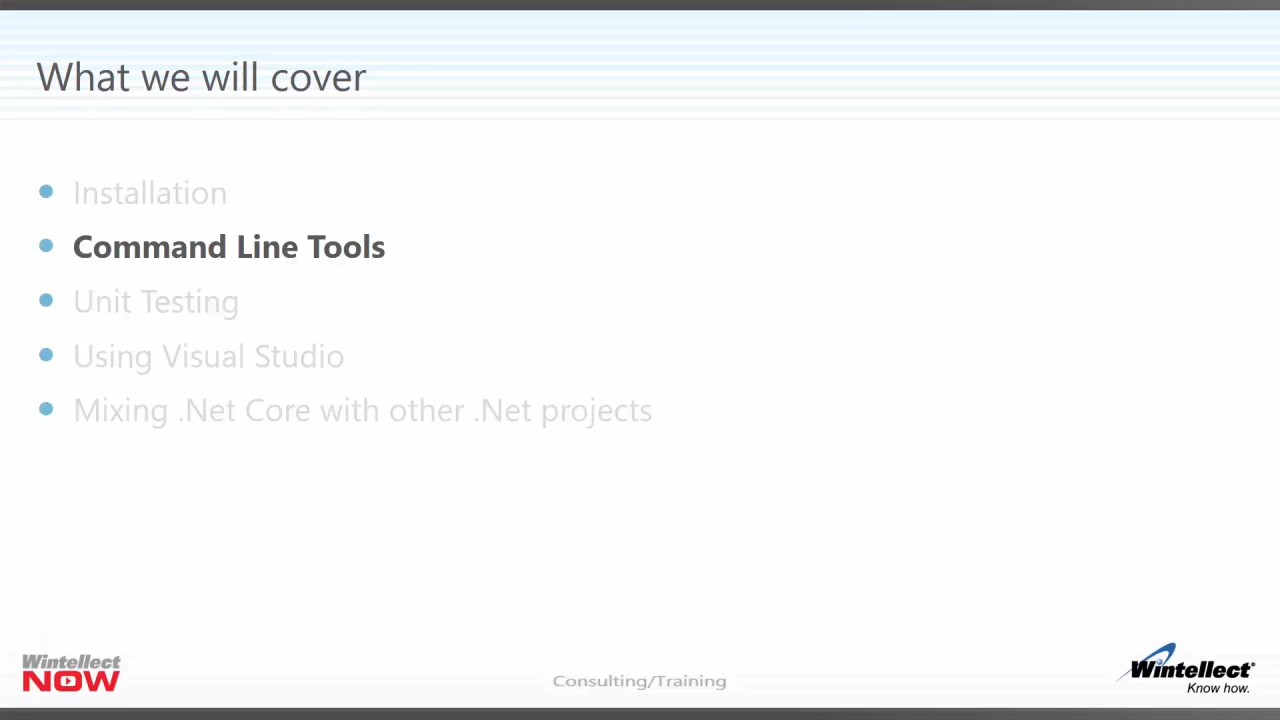 What we will cover
Installation
Command Line Tools
Unit Testing
Using Visual Studio
Mixing .Net Core with other .Net projects
Wintellect
NOW
Consulting/Training
Wintellect®
Know how.